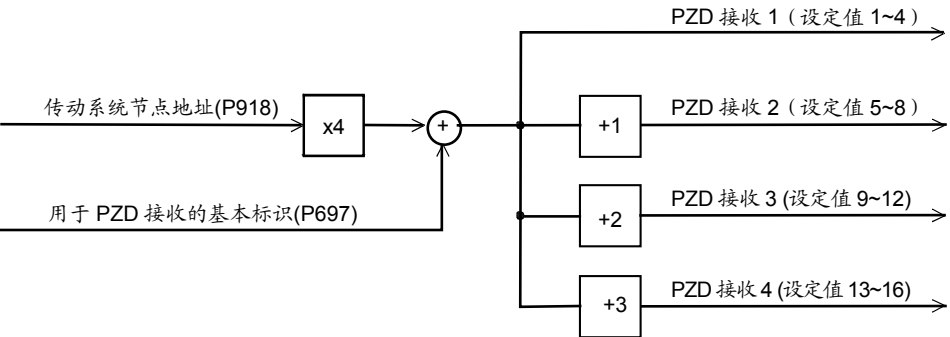 PZD 接收 1（设定值 1~4）
传动系统节点地址(P918)
x4
+
+1
PZD 接收 2（设定值 5~8）
用于 PZD 接收的基本标识(P697)
+2
PZD 接收 3 (设定值 9~12)
+3
PZD 接收 4 (设定值 13~16)